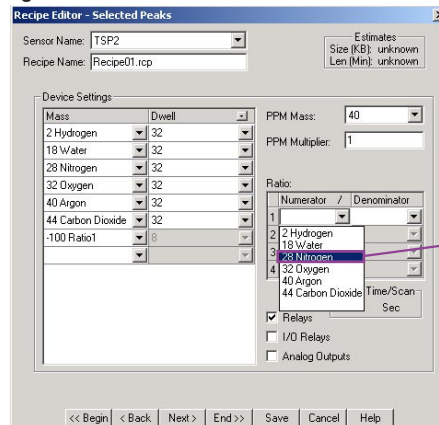 Recipe Editor - Selected Peaks
Sensor Name: TSP2
Recipe Name: Recipe01.rcp
Estimates
Size (KB): unknown
Len (Min): unknown
Device Settings
Mass Dwell
2 Hydrogen 32
18 Water 32
28 Nitrogen 32
32 Oxygen 32
40 Argon 32
44 Carbon Dioxide 32
-100 Ratio1 8
PPM Mass: 40
PPM Multiplier: 1
Ratio:
Numerator / Denominator
1
2
3
4
2 Hydrogen
18 Water
28 Nitrogen
32 Oxygen
40 Argon
44 Carbon Dioxide
Time/Scan
Sec
Relays
I/O Relays
Analog Outputs
<< Begin < Back Next > End >> Save Cancel Help